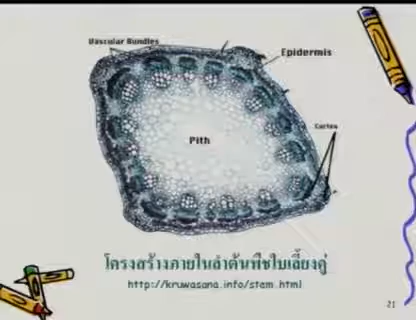 Vascular Bundles
Epidermis
Cortex
Pith
โครงสร้างภายในลำต้นพืชใบเลี้ยงคู่
http://kruwasana.info/stem.html
21